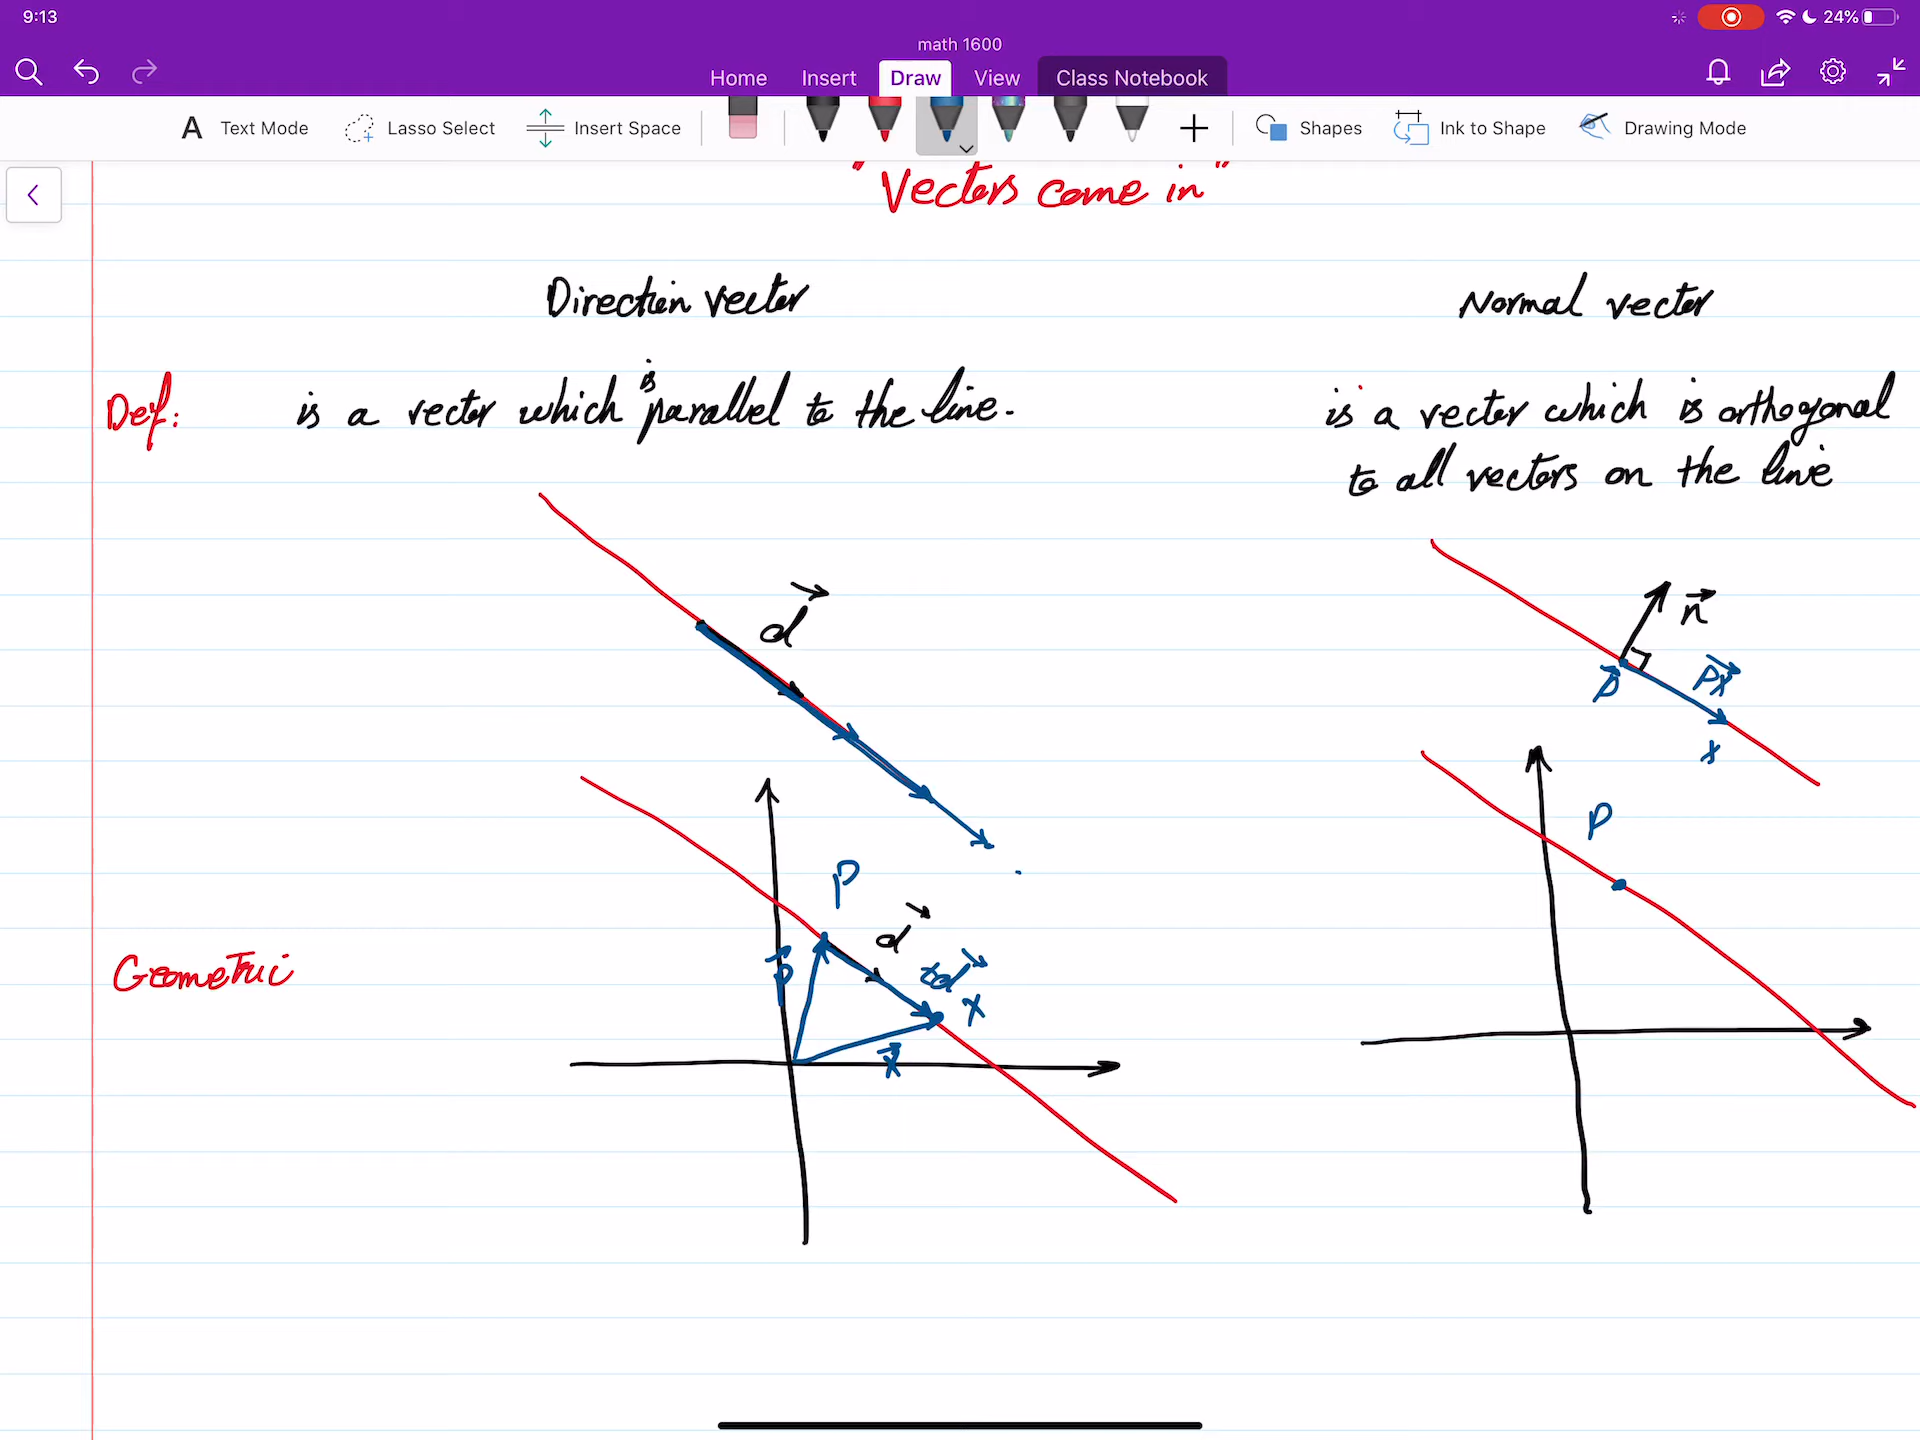 9:13
24%
math 1600
Home Insert Draw View Class Notebook
Text Mode Lasso Select Insert Space Shapes Ink to Shape Drawing Mode
"Vectors come in"
Direction vector
Normal vector
Def:
is a vector which is parallel to the line.
is a vector which is orthogonal
to all vectors on the line
d
n
P
PX
x
P
P
d
p
td
X
x
Geometric